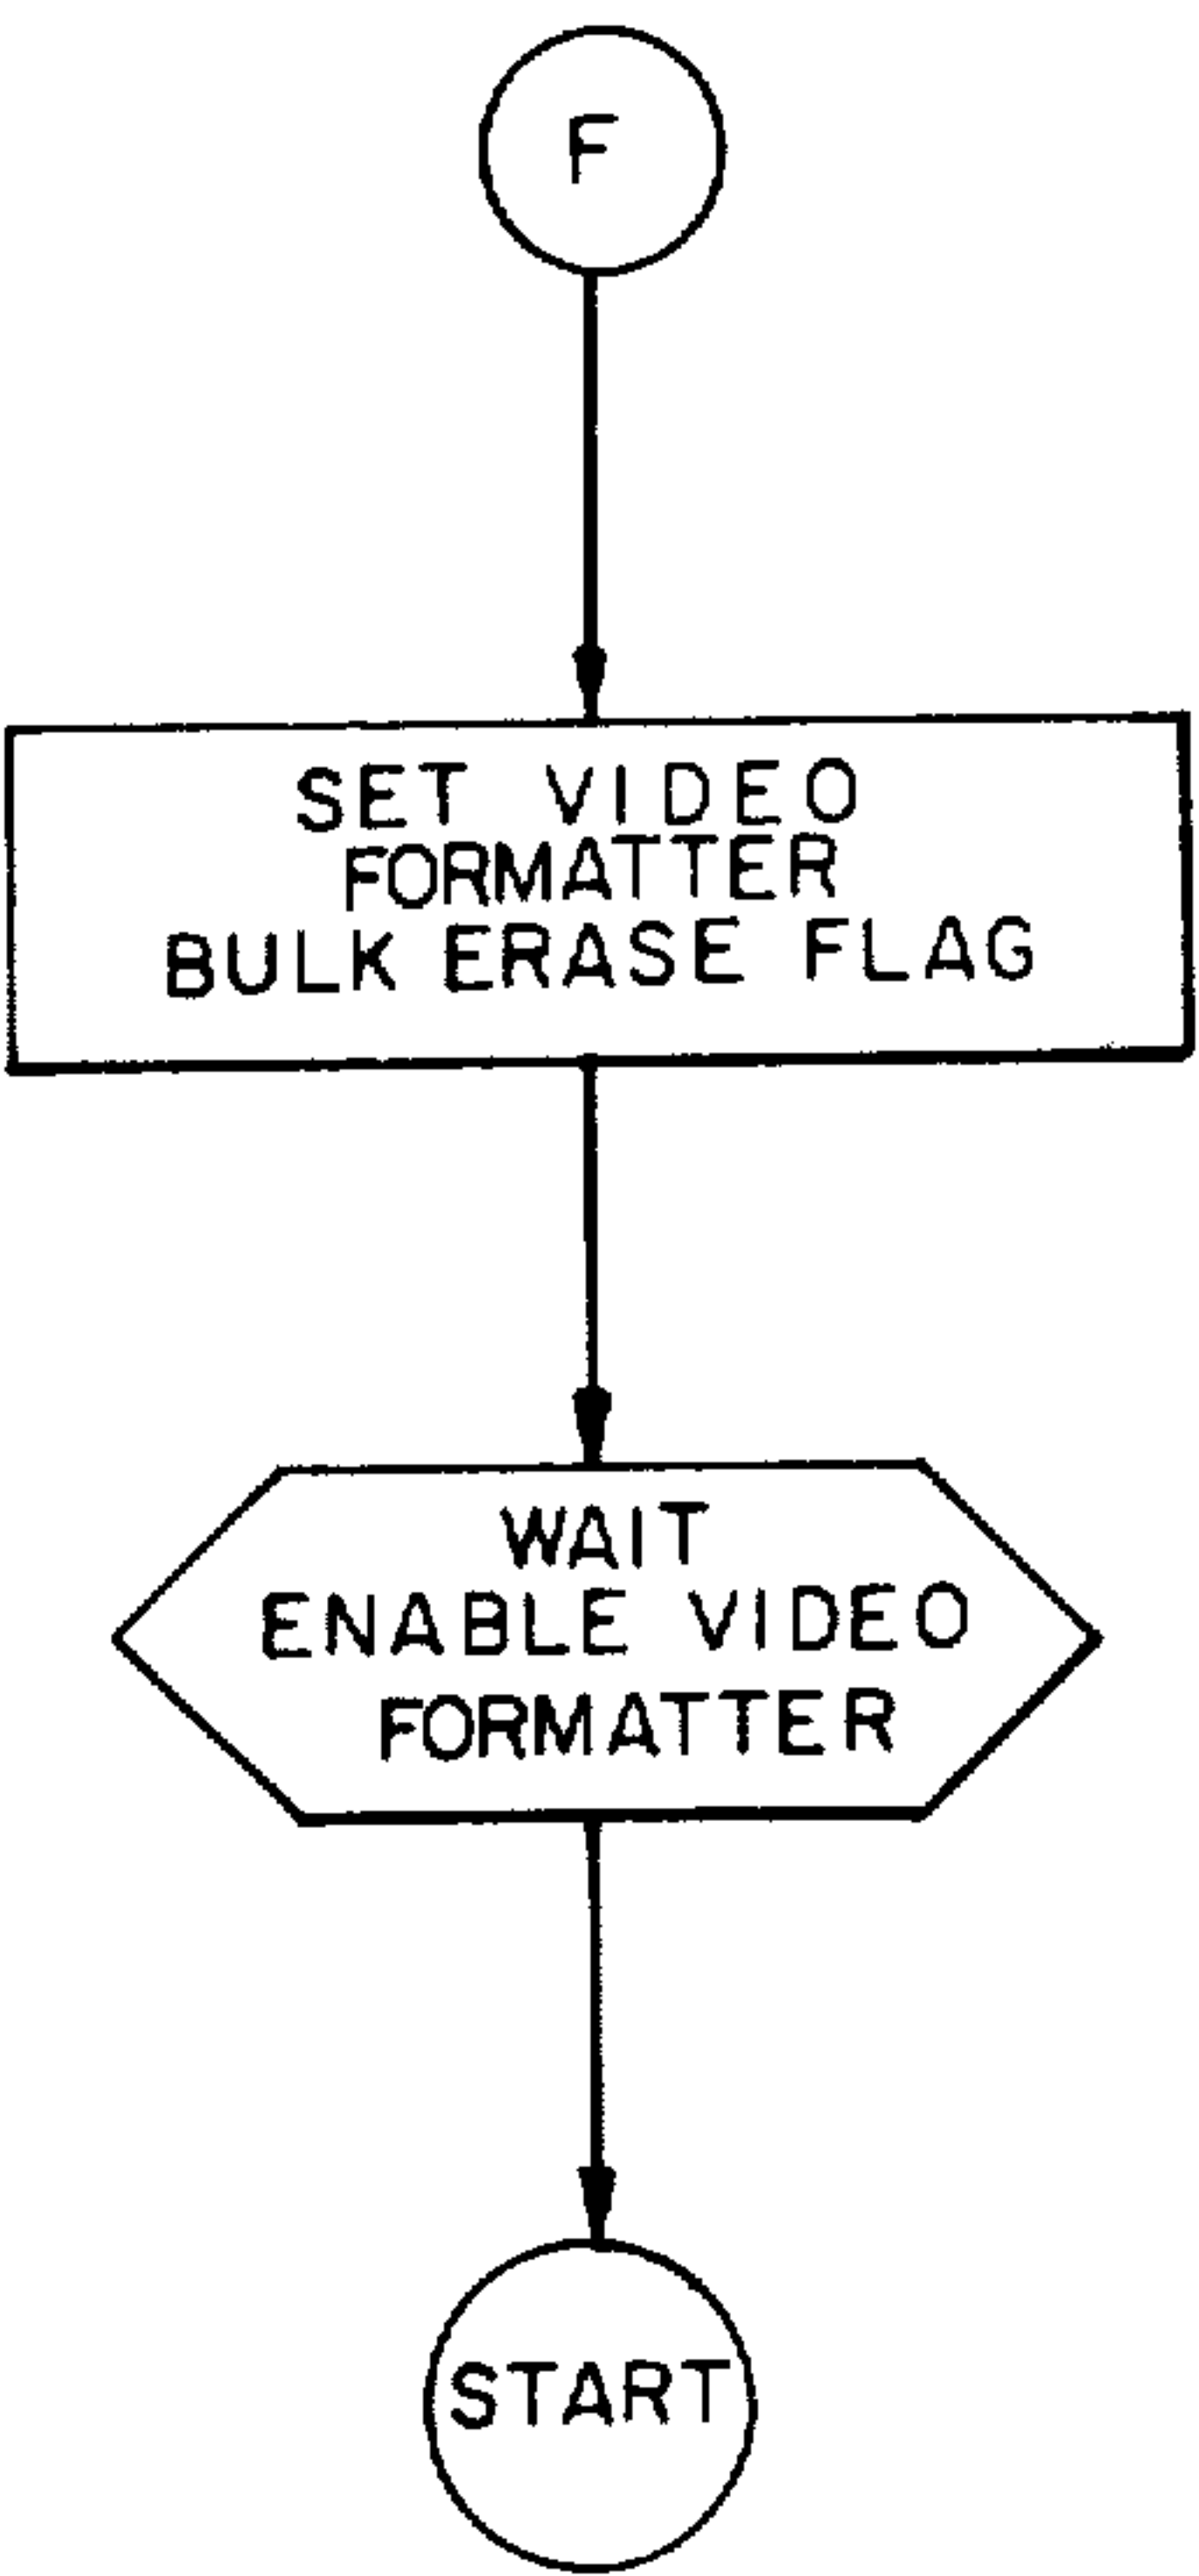 F
SET VIDEO
FORMATTER
BULK ERASE FLAG
WAIT
ENABLE VIDEO
FORMATTER
START